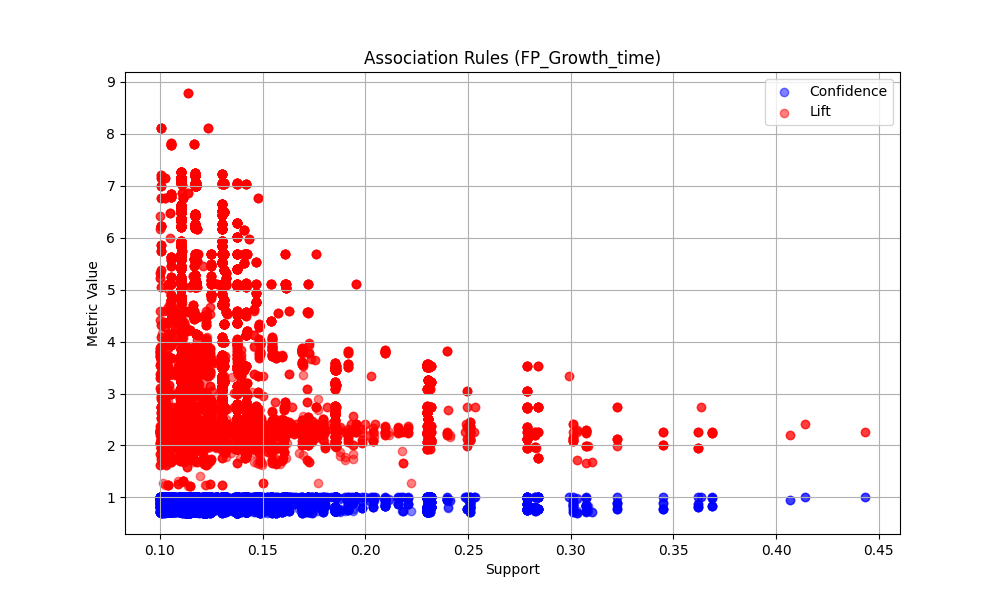 Association Rules (FP_Growth_time)
Confidence
Lift
Metric Value
9
8
7
6
5
4
3
2
1
0.10 0.15 0.20 0.25 0.30 0.35 0.40 0.45
Support